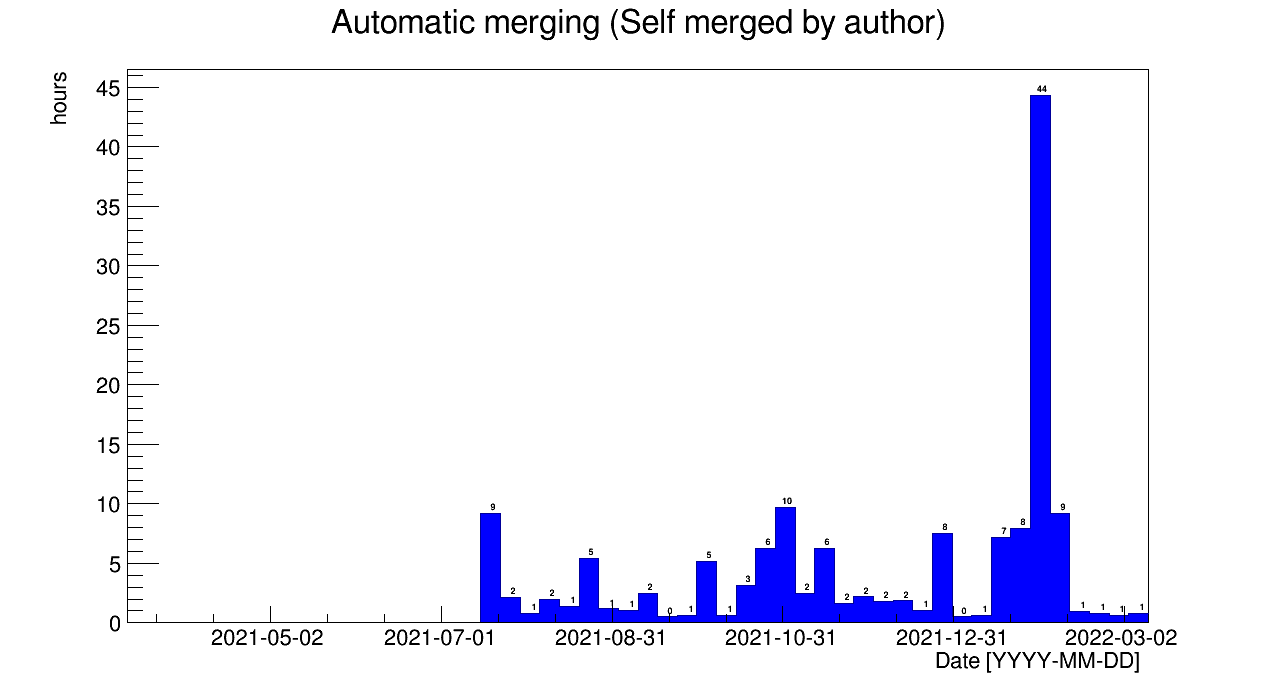 Automatic merging (Self merged by author)
hours
45
40
35
30
25
20
15
10
5
0
9 2 1 2 1 5 1 1 2 0 1 5 1 3 6 10 2 6 2 2 2 2 1 8 0 1 7 8 44 9 1 1 1 1
2021-05-02 2021-07-01 2021-08-31 2021-10-31 2021-12-31 2022-03-02
Date [YYYY-MM-DD]